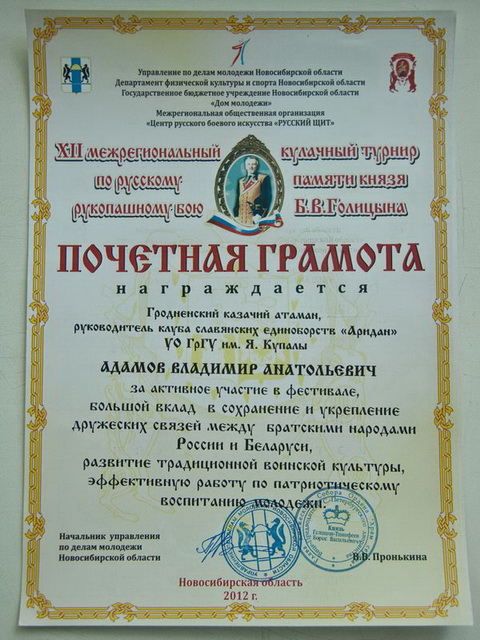 Управление по делам молодежи Новосибирской области
Департамент физической культуры и спорта Новосибирской области
Государственное бюджетное учреждение Новосибирской области
«Дом молодежи»
Межрегиональная общественная организация
«Центр русского боевого искусства «РУССКИЙ ЩИТ»
XII межрегиональный кулачный турнир
по русскому памяти князя
рукопашному бою Б.В.Голицына
ПОЧЕТНАЯ ГРАМОТА
награждается
Гродненский казачий атаман,
руководитель клуба славянских единоборств «Аридан»
УО ГрГУ им. Я. Купалы
АДАМОВ ВЛАДИМИР АНАТОЛЬЕВИЧ
за активное участие в фестивале,
большой вклад в сохранение и укрепление
дружеских связей между братскими народами
России и Беларуси,
развитие традиционной воинской культуры,
эффективную работу по патриотическому
воспитанию молодежи.
Князь
Начальник управления
по делам молодежи
Новосибирской области
В.В. Пронькина
Новосибирская область
2012 г.